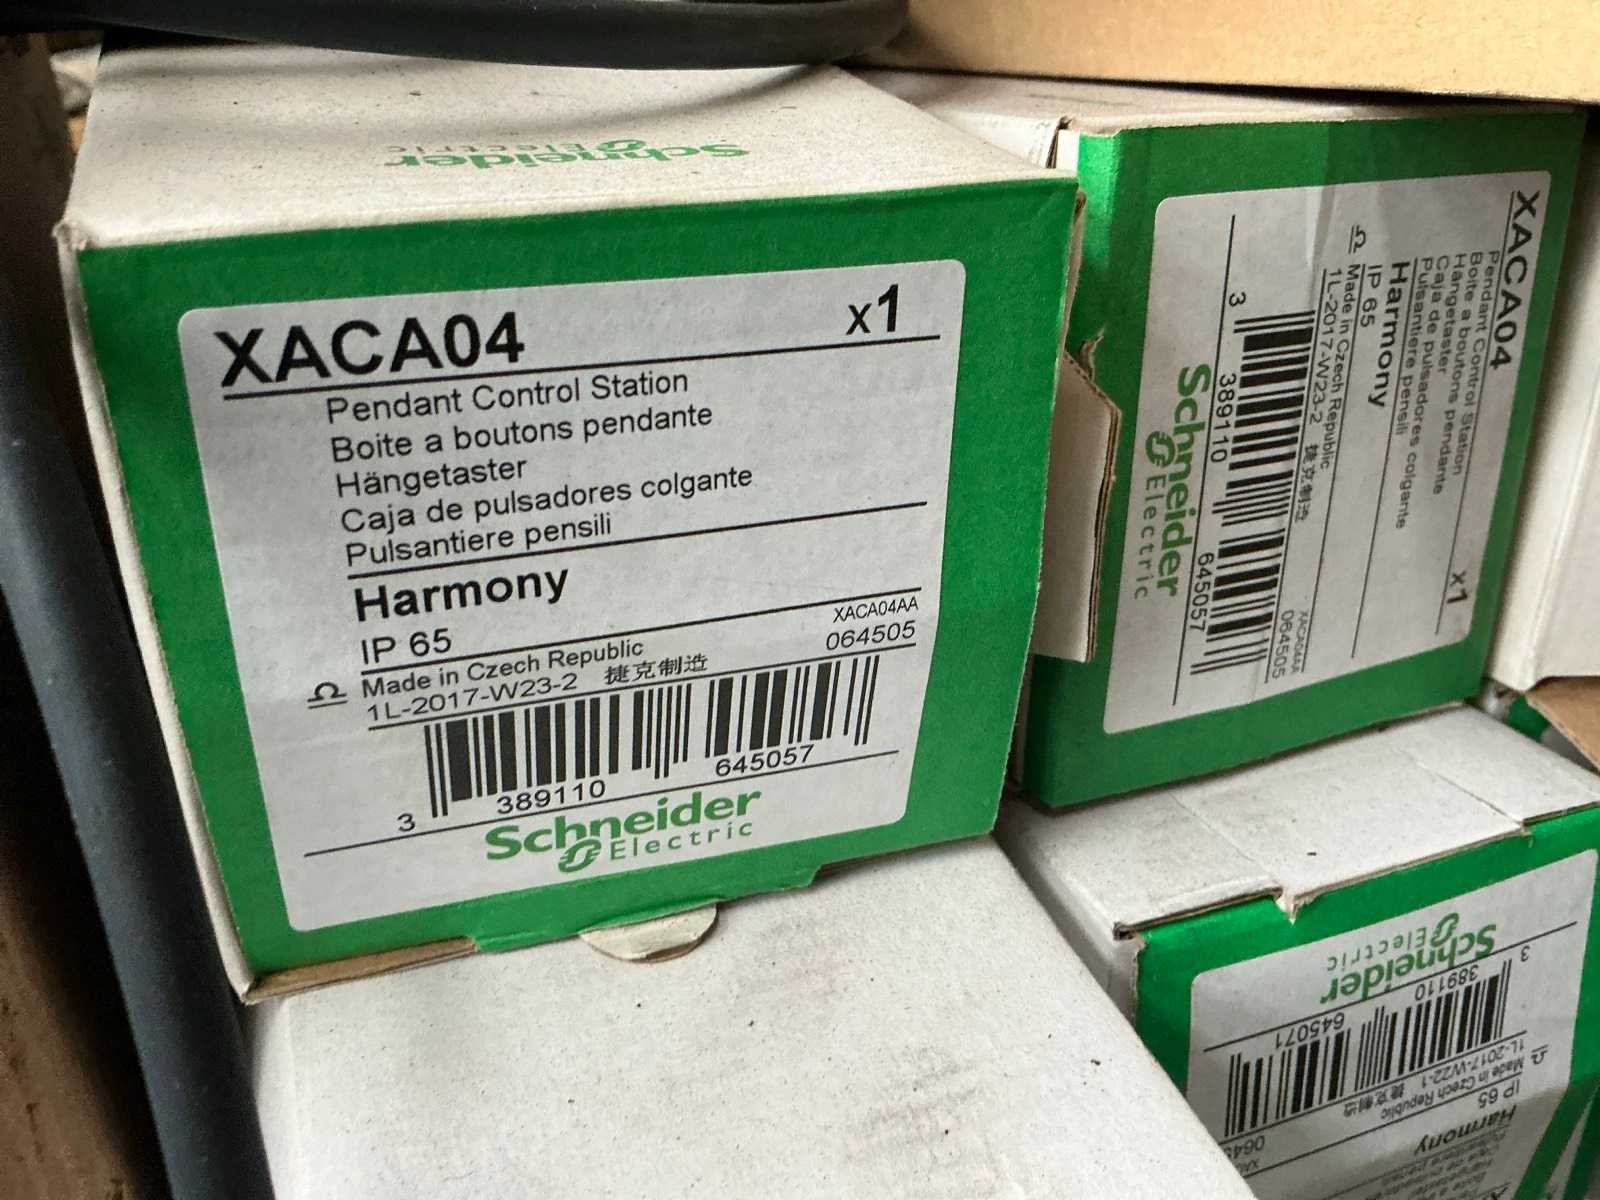 Schneider
Electric
XACA04
x1
Pendant Control Station
Boite a boutons pendante
Hängetaster
Caja de pulsadores colgante
Pulsantiere pensili
Harmony
IP 65
XACA04AA
Made in Czech Republic
064505
1L-2017-W23-2 捷克制造
3 389110 645057
Schneider
Electric
XACA04
x1
Pendant Control Station
Boite a boutons pendante
Hängetaster
Caja de pulsadores colgante
Pulsantiere pensili
Harmony
IP 65
XACA04AA
Made in Czech Republic
064505
1L-2017-W23-2 捷克制造
3 389110 645057
Schneider
Electric
Harmony
IP 65
Made in Czech Republic
1L-2017-W22-1 捷克制造
3 389110 645071
Schneider
Electric